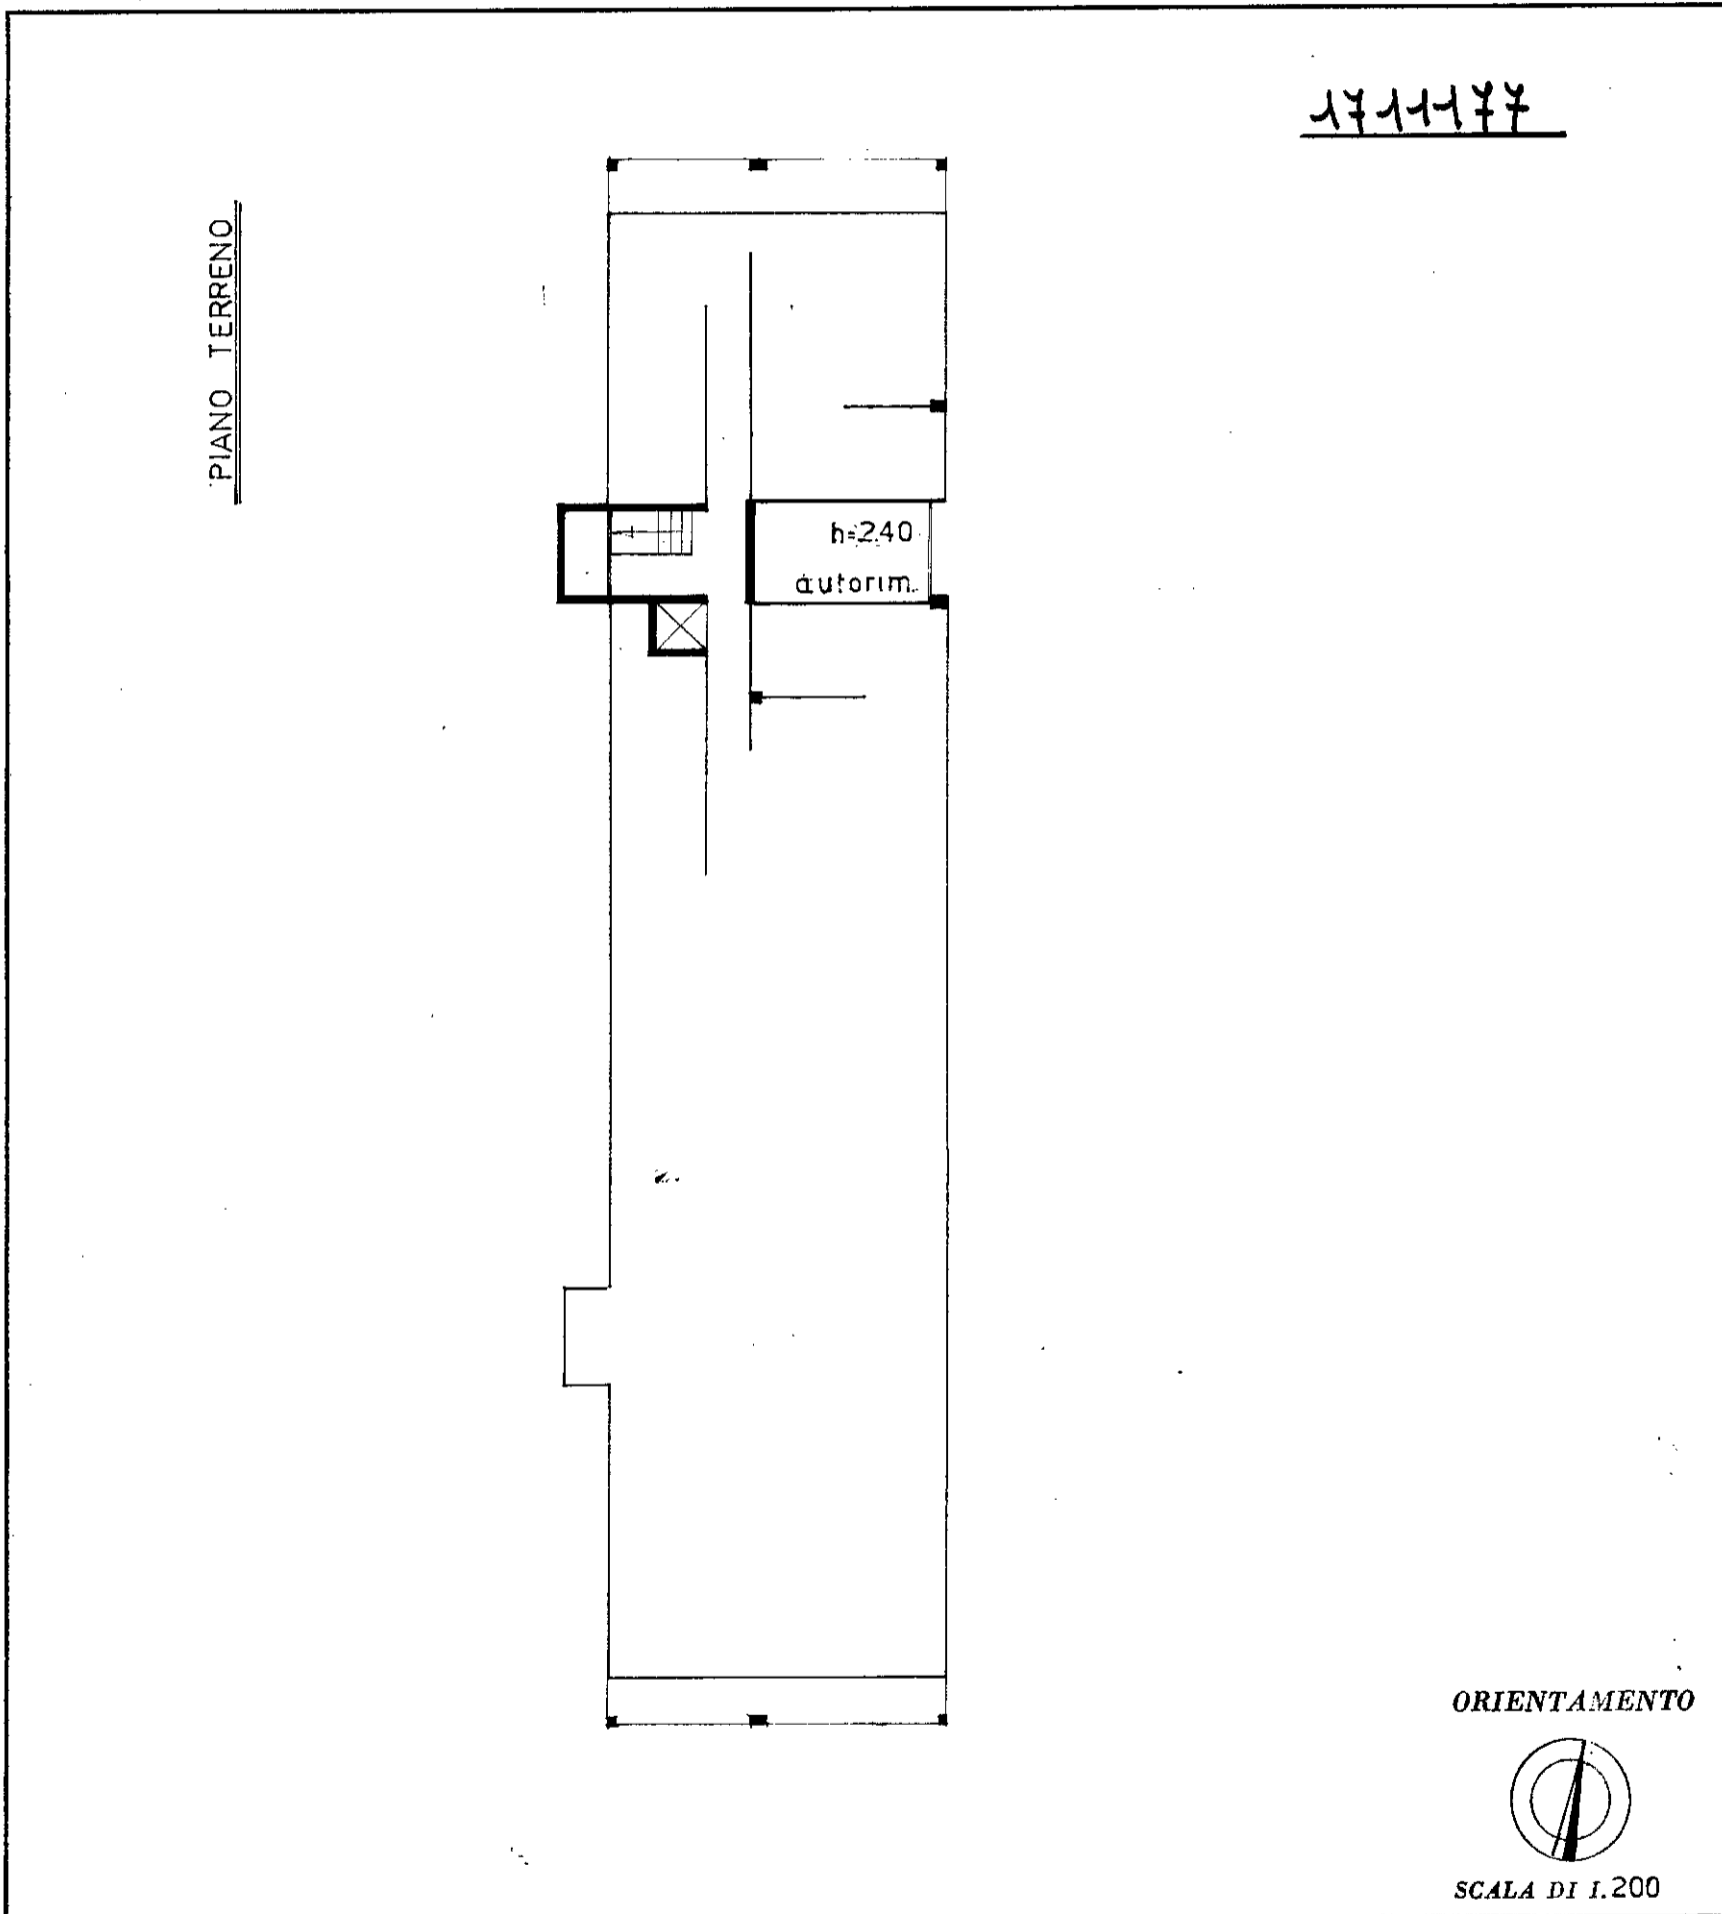 1711177
PIANO TERRENO
h=2.40
autorim.
ORIENTAMENTO
SCALA DI 1.200